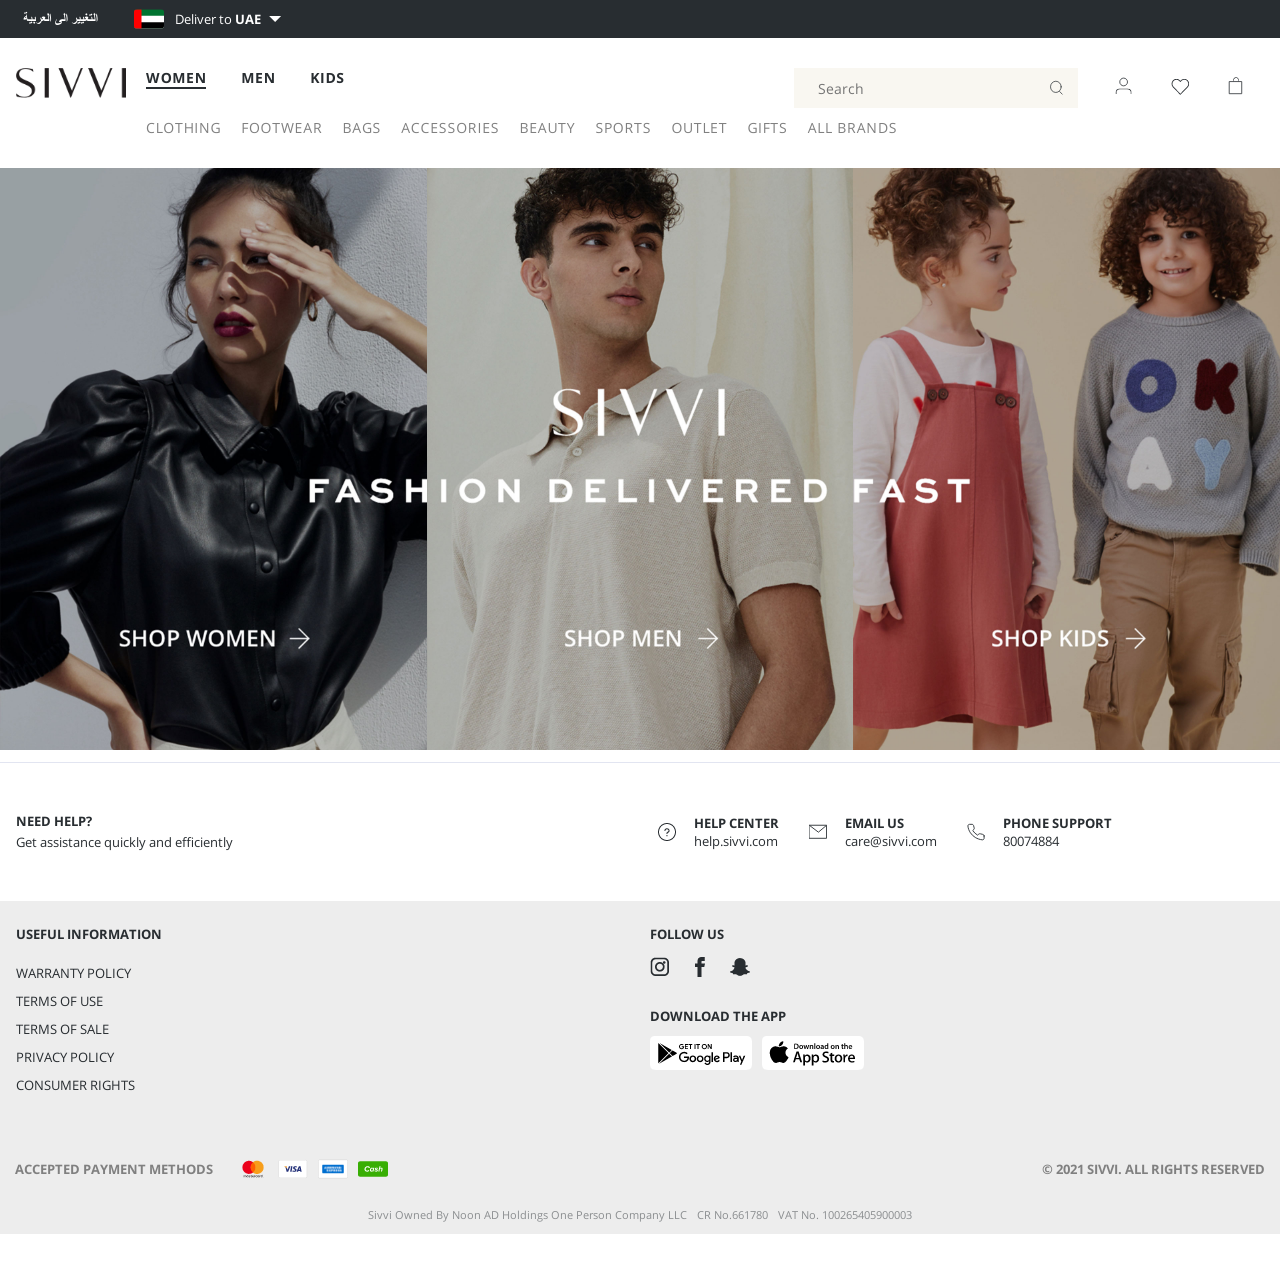 التغيير الى العربية
Deliver to UAE
SIVVI
WOMEN MEN KIDS
Search
CLOTHING FOOTWEAR BAGS ACCESSORIES BEAUTY SPORTS OUTLET GIFTS ALL BRANDS
OK
AY
SIVVI
FASHION DELIVERED FAST
SHOP WOMEN
SHOP MEN
SHOP KIDS
NEED HELP?
Get assistance quickly and efficiently
HELP CENTER
help.sivvi.com
EMAIL US
care@sivvi.com
PHONE SUPPORT
80074884
USEFUL INFORMATION
WARRANTY POLICY
TERMS OF USE
TERMS OF SALE
PRIVACY POLICY
CONSUMER RIGHTS
FOLLOW US
DOWNLOAD THE APP
GET IT ON
Google Play
Download on the
App Store
ACCEPTED PAYMENT METHODS
VISA
Cash
© 2021 SIVVI. ALL RIGHTS RESERVED
Sivvi Owned By Noon AD Holdings One Person Company LLC CR No.661780 VAT No. 100265405900003